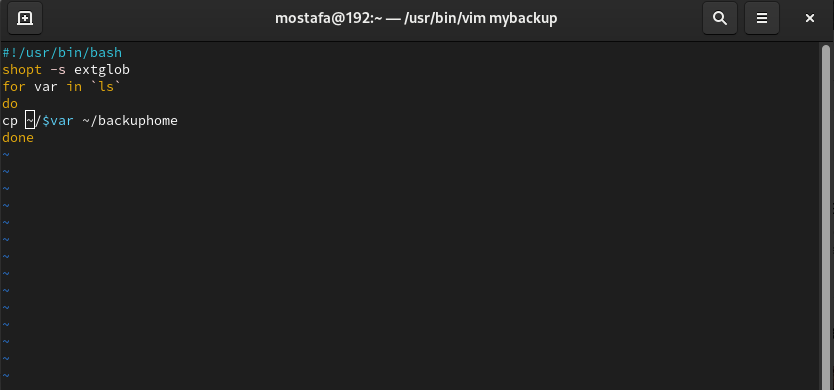 mostafa@192:~ — /usr/bin/vim mybackup
#!/usr/bin/bash
shopt -s extglob
for var in `ls`
do
cp ~/$var ~/backuphome
done
~
~
~
~
~
~
~
~
~
~
~
~
~
~